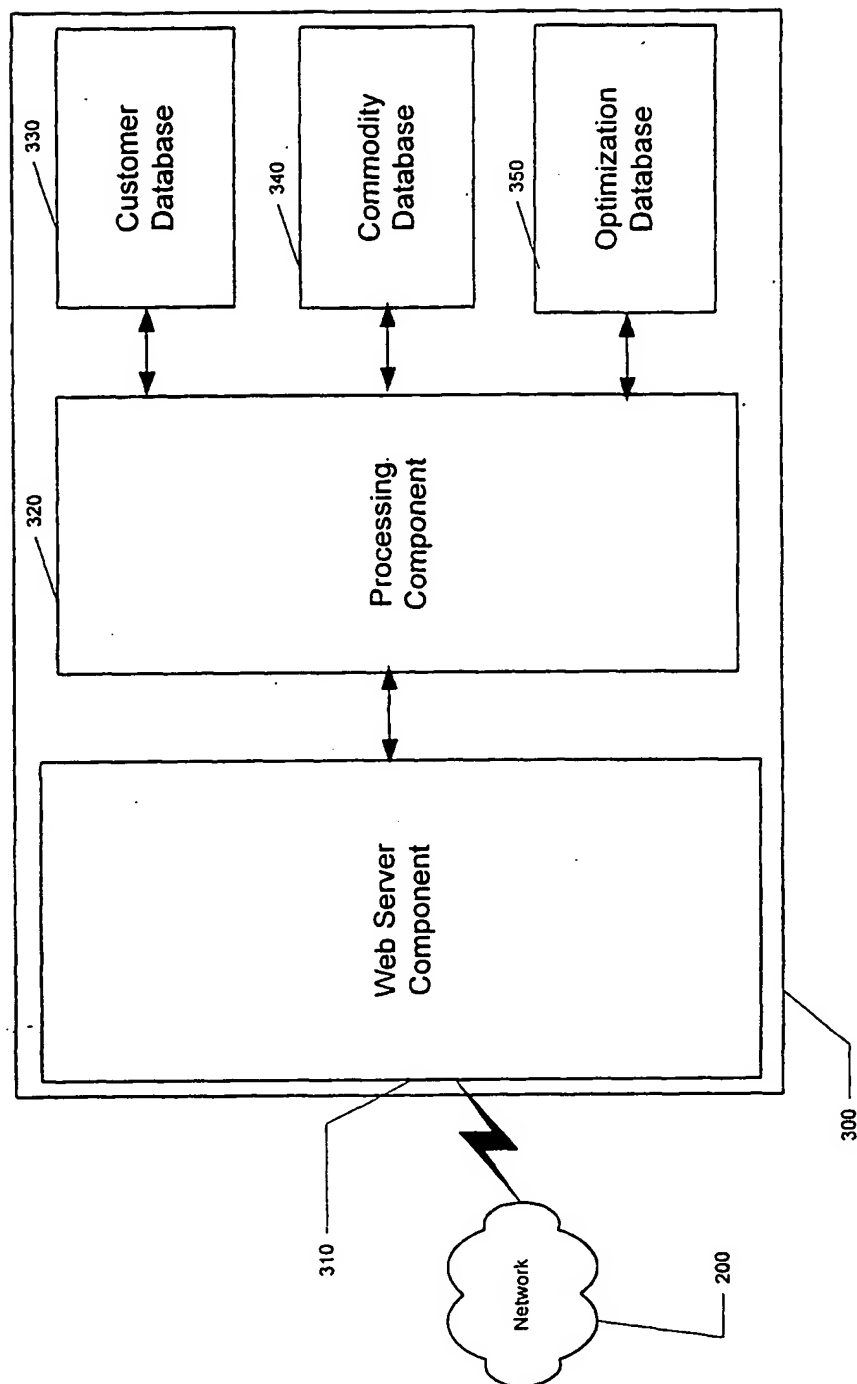 330
Customer
Database
340
Commodity
Database
350
Optimization
Database
320
Processing
Component
Web Server
Component
310
300
Network
200